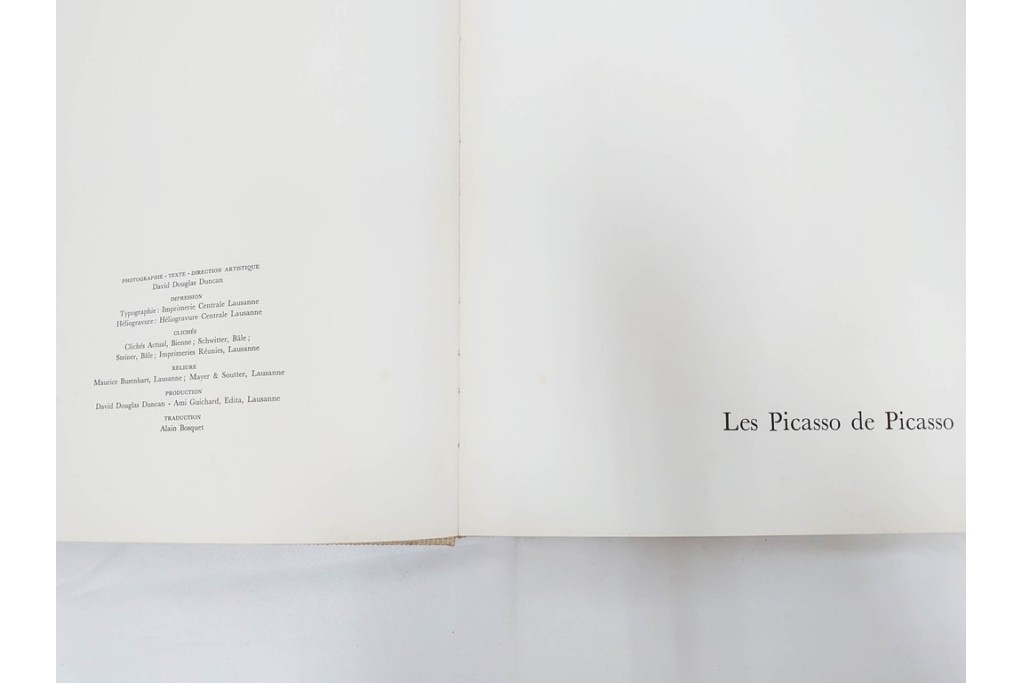 PHOTOGRAPHIE - TEXTE - DIRECTION ARTISTIQUE
David Douglas Duncan
IMPRESSION
Typographie: Imprimerie Centrale Lausanne
Héliogravure: Héliogravure Centrale Lausanne
CLICHÉS
Clichés Actual, Bienne; Schwitter, Bâle;
Steiner, Bâle; Imprimeries Réunies, Lausanne
RELIURE
Maurice Busenhart, Lausanne; Mayer & Soutter, Lausanne
PRODUCTION
David Douglas Duncan - Ami Guichard, Edita, Lausanne
TRADUCTION
Alain Bosquet
Les Picasso de Picasso